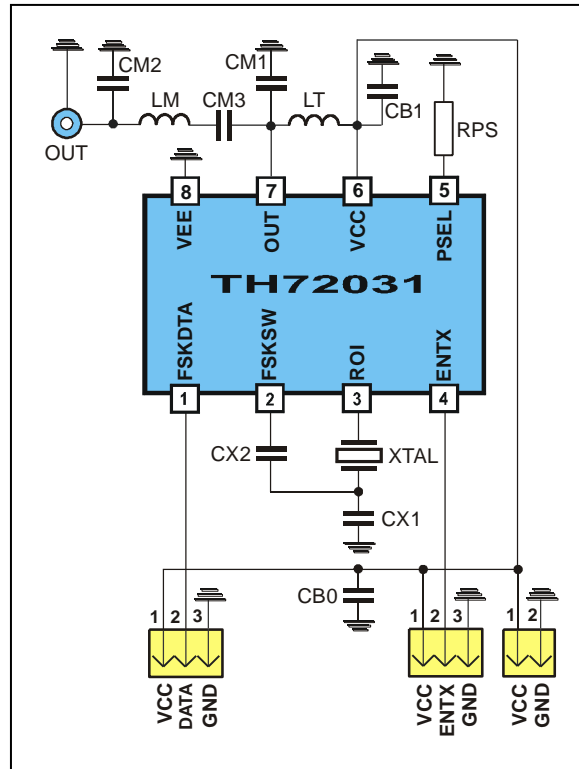 CM2
CM1
LM
CM3
LT
CB1
RPS
OUT
8
7
6
5
VEE
OUT
VCC
PSEL
TH72031
FSKDTA
FSKSW
ROI
ENTX
1
2
3
4
CX2
XTAL
CX1
CB0
1 2 3
1 2 3
1 2
VCC
DATA
GND
VCC
ENTX
GND
VCC
GND